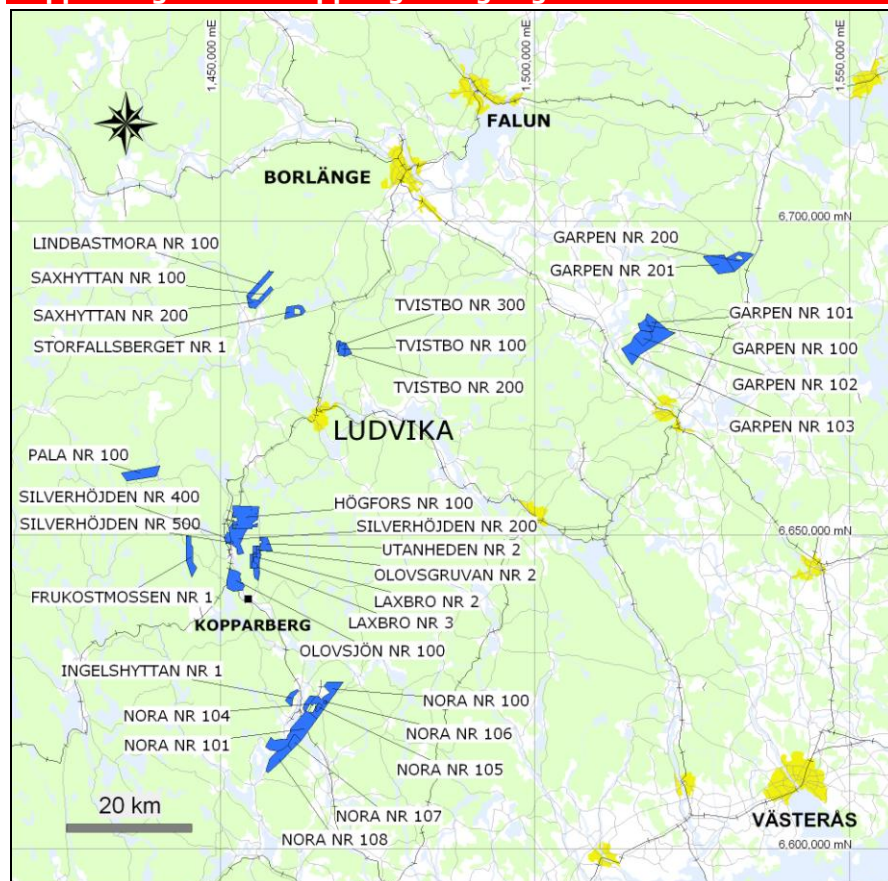 1,450,000 mE
1,500,000 mE
1,550,000 mE
FALUN
BORLÄNGE
6,700,000 mN
LINDBASTMORA NR 100
SAXHYTTAN NR 100
SAXHYTTAN NR 200
STORFALLSBERGET NR 1
GARPEN NR 200
GARPEN NR 201
TVISTBO NR 300
TVISTBO NR 100
TVISTBO NR 200
GARPEN NR 101
GARPEN NR 100
GARPEN NR 102
GARPEN NR 103
LUDVIKA
PALA NR 100
SILVERHÖJDEN NR 400
SILVERHÖJDEN NR 500
FRUKOSTMOSSEN NR 1
HÖGFORS NR 100
SILVERHÖJDEN NR 200
UTANHEDEN NR 2
OLOVSGRUVAN NR 2
LAXBRO NR 2
LAXBRO NR 3
OLOVSJÖN NR 100
6,650,000 mN
KOPPARBERG
INGELSHYTTAN NR 1
NORA NR 104
NORA NR 101
NORA NR 100
NORA NR 106
NORA NR 105
NORA NR 107
NORA NR 108
20 km
VÄSTERÅS
6,600,000 mN